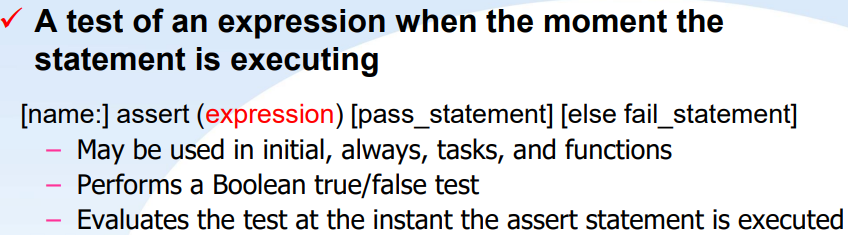 ✓ A test of an expression when the moment the
statement is executing
[name:] assert (expression) [pass_statement] [else fail_statement]
– May be used in initial, always, tasks, and functions
– Performs a Boolean true/false test
– Evaluates the test at the instant the assert statement is executed